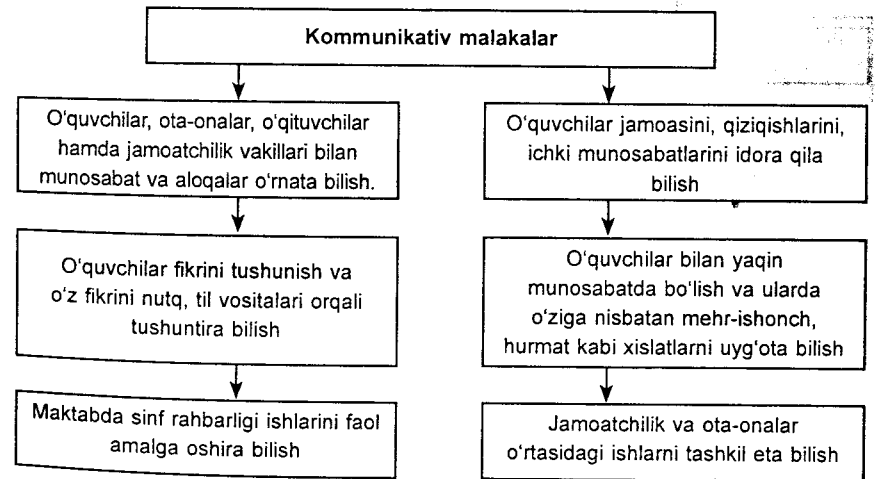 Kommunikativ malakalar
O‘quvchilar, ota-onalar, o‘qituvchilar
hamda jamoatchilik vakillari bilan
munosabat va aloqalar o‘rnata bilish.
O‘quvchilar fikrini tushunish va
o‘z fikrini nutq, til vositalari orqali
tushuntira bilish
Maktabda sinf rahbarligi ishlarini faol
amalga oshira bilish
O‘quvchilar jamoasini, qiziqishlarini,
ichki munosabatlarini idora qila
bilish
O‘quvchilar bilan yaqin
munosabatda bo‘lish va ularda
o‘ziga nisbatan mehr-ishonch,
hurmat kabi xislatlarni uyg‘ota bilish
Jamoatchilik va ota-onalar
o‘rtasidagi ishlarni tashkil eta bilish